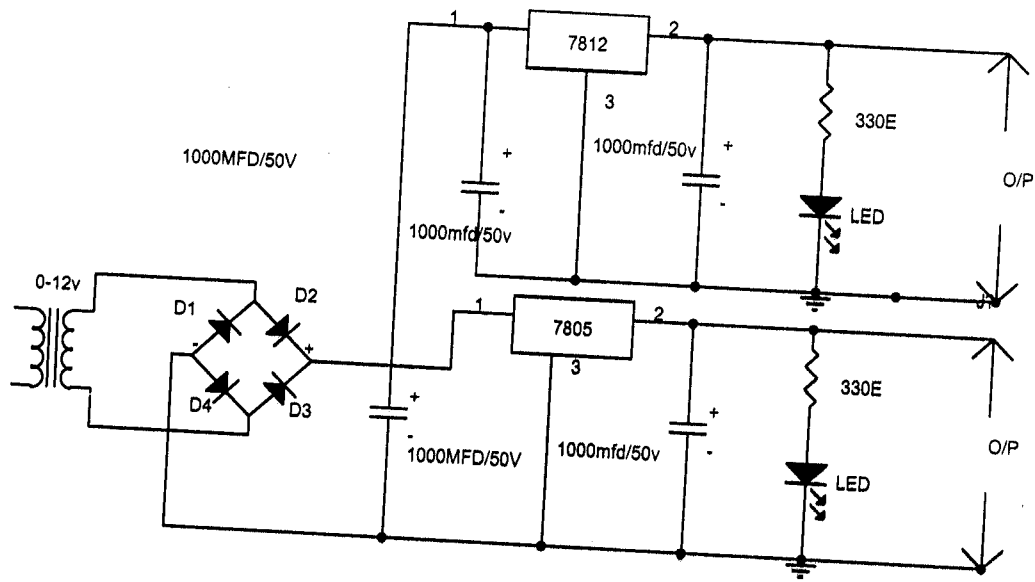 1
7812
2
3
330E
1000mfd/50v
+
-
+
-
1000MFD/50V
O/P
LED
1000mfd/50v
0-12v
D1
D2
1
7805
2
3
-
+
D4
D3
330E
+
-
+
-
1000MFD/50V
1000mfd/50v
O/P
LED